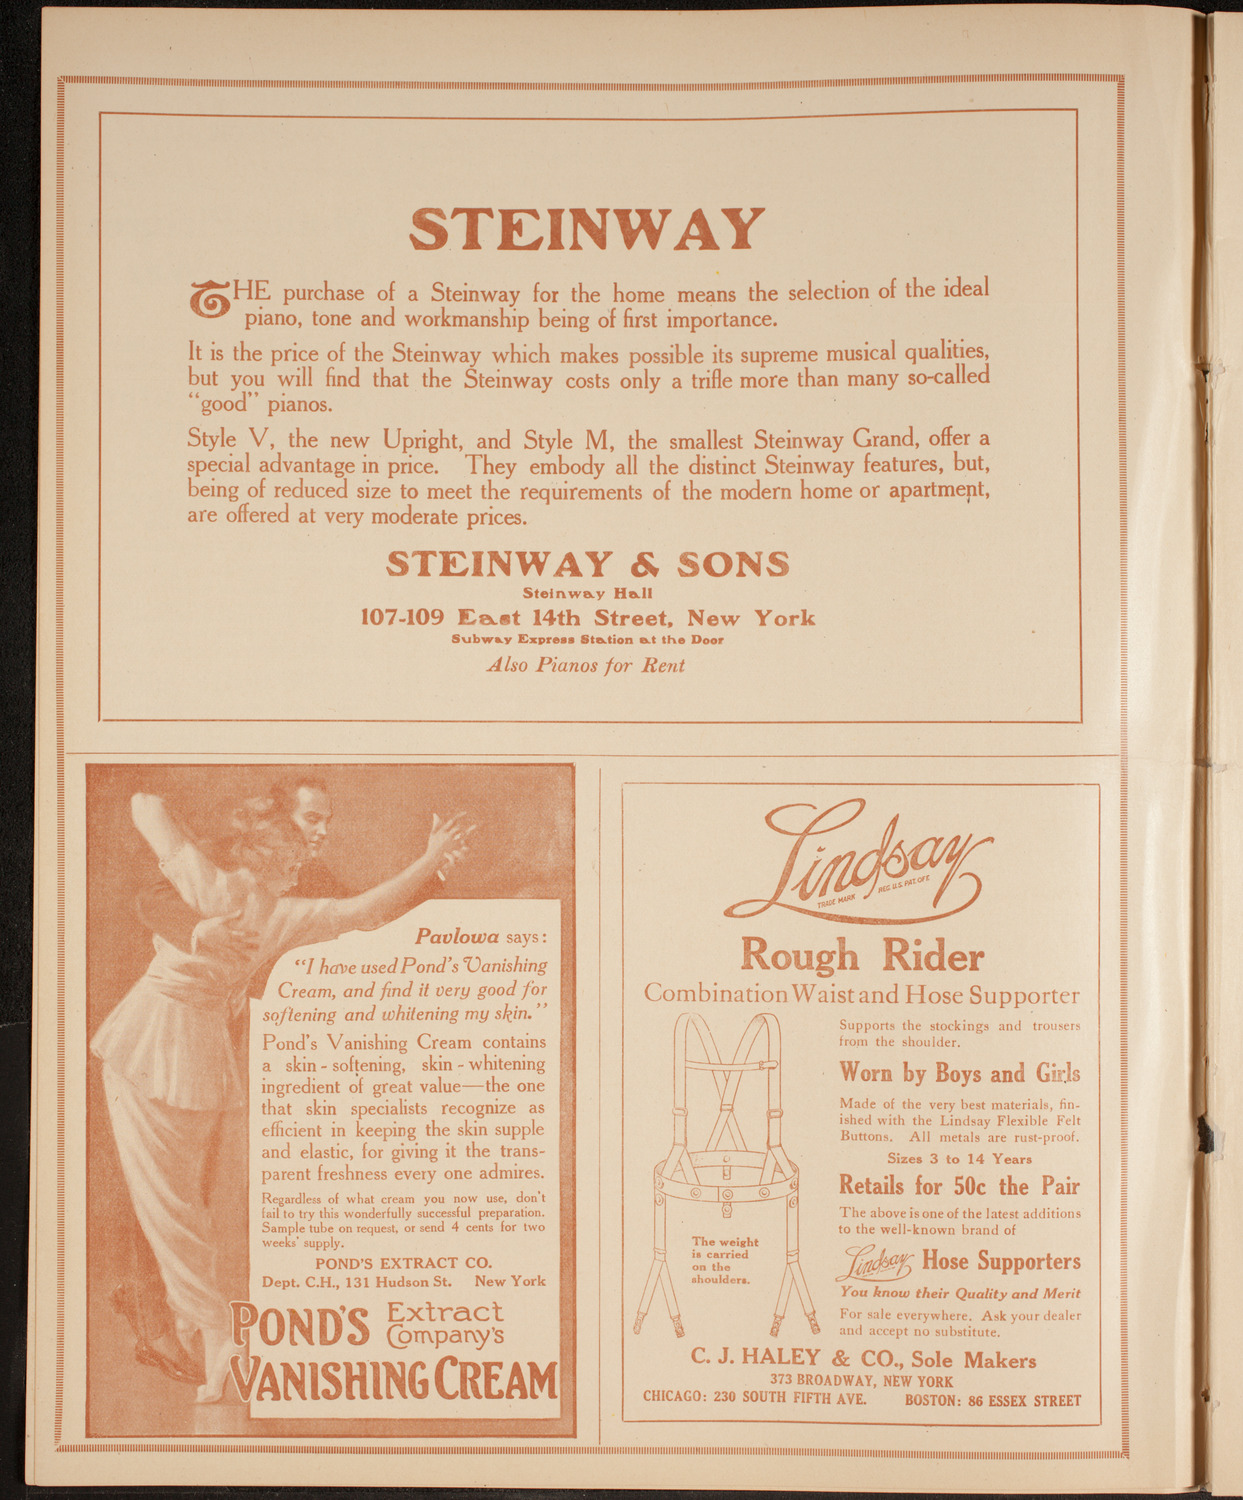 STEINWAY
THE purchase of a Steinway for the home means the selection of the ideal
piano, tone and workmanship being of first importance.
It is the price of the Steinway which makes possible its supreme musical qualities,
but you will find that the Steinway costs only a trifle more than many so-called
"good" pianos.
Style V, the new Upright, and Style M, the smallest Steinway Grand, offer a
special advantage in price. They embody all the distinct Steinway features, but,
being of reduced size to meet the requirements of the modern home or apartment,
are offered at very moderate prices.
STEINWAY & SONS
Steinway Hall
107-109 East 14th Street, New York
Subway Express Station at the Door
Also Pianos for Rent
Pavlowa says:
"I have used Pond's Vanishing
Cream, and find it very good for
softening and whitening my skin."
Pond's Vanishing Cream contains
a skin-softening, skin-whitening
ingredient of great value—the one
that skin specialists recognize as
efficient in keeping the skin supple
and elastic, for giving it the trans-
parent freshness every one admires.
Regardless of what cream you now use, don't
fail to try this wonderfully successful preparation.
Sample tube on request, or send 4 cents for two
weeks' supply.
POND'S EXTRACT CO.
Dept. C.H., 131 Hudson St. New York
POND'S Extract
Company's
VANISHING CREAM
Lindsay
TRADE MARK REG. U.S. PAT. OFF.
Rough Rider
Combination Waist and Hose Supporter
Supports the stockings and trousers
from the shoulder.
Worn by Boys and Girls
Made of the very best materials, fin-
ished with the Lindsay Flexible Felt
Buttons. All metals are rust-proof.
Sizes 3 to 14 Years
Retails for 50c the Pair
The above is one of the latest additions
to the well-known brand of
Lindsay Hose Supporters
You know their Quality and Merit
For sale everywhere. Ask your dealer
and accept no substitute.
The weight
is carried
on the
shoulders.
C. J. HALEY & CO., Sole Makers
373 BROADWAY, NEW YORK
CHICAGO: 230 SOUTH FIFTH AVE. BOSTON: 86 ESSEX STREET